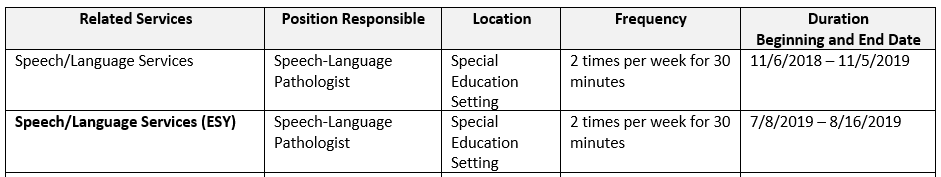 Related Services Position Responsible Location Frequency Duration
Beginning and End Date
Speech/Language Services Speech-Language Special 2 times per week for 30 11/6/2018 – 11/5/2019
Pathologist Education minutes
Setting
Speech/Language Services (ESY) Speech-Language Special 2 times per week for 30 7/8/2019 – 8/16/2019
Pathologist Education minutes
Setting